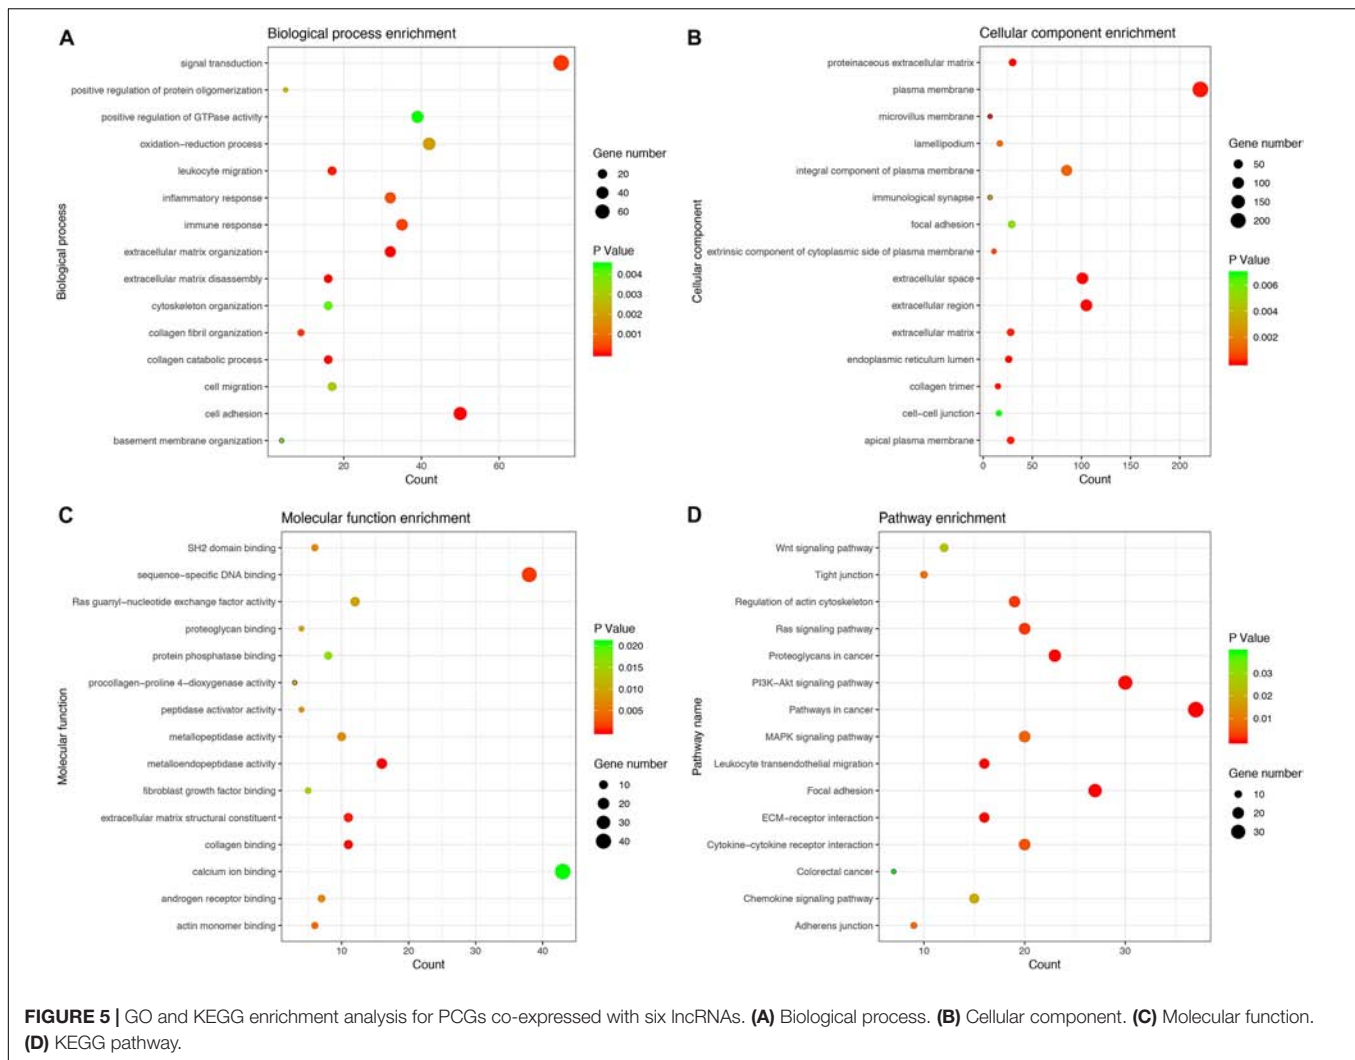 A
Biological process enrichment
Biological process
signal transduction
positive regulation of protein oligomerization
positive regulation of GTPase activity
oxidation−reduction process
leukocyte migration
inflammatory response
immune response
extracellular matrix organization
extracellular matrix disassembly
cytoskeleton organization
collagen fibril organization
collagen catabolic process
cell migration
cell adhesion
basement membrane organization
20 40 60
Count
Gene number
20
40
60
P Value
0.004
0.003
0.002
0.001
B
Cellular component enrichment
Cellular component
proteinaceous extracellular matrix
plasma membrane
microvillus membrane
lamellipodium
integral component of plasma membrane
immunological synapse
focal adhesion
extrinsic component of cytoplasmic side of plasma membrane
extracellular space
extracellular region
extracellular matrix
endoplasmic reticulum lumen
collagen trimer
cell−cell junction
apical plasma membrane
0 50 100 150 200
Count
Gene number
50
100
150
200
P Value
0.006
0.004
0.002
C
Molecular function enrichment
Molecular function
SH2 domain binding
sequence−specific DNA binding
Ras guanyl−nucleotide exchange factor activity
proteoglycan binding
protein phosphatase binding
procollagen−proline 4−dioxygenase activity
peptidase activator activity
metallopeptidase activity
metalloendopeptidase activity
fibroblast growth factor binding
extracellular matrix structural constituent
collagen binding
calcium ion binding
androgen receptor binding
actin monomer binding
10 20 30 40
Count
P Value
0.020
0.015
0.010
0.005
Gene number
10
20
30
40
D
Pathway enrichment
Pathway name
Wnt signaling pathway
Tight junction
Regulation of actin cytoskeleton
Ras signaling pathway
Proteoglycans in cancer
PI3K−Akt signaling pathway
Pathways in cancer
MAPK signaling pathway
Leukocyte transendothelial migration
Focal adhesion
ECM−receptor interaction
Cytokine−cytokine receptor interaction
Colorectal cancer
Chemokine signaling pathway
Adherens junction
10 20 30
Count
P Value
0.03
0.02
0.01
Gene number
10
20
30
FIGURE 5 | GO and KEGG enrichment analysis for PCGs co-expressed with six lncRNAs. (A) Biological process. (B) Cellular component. (C) Molecular function.
(D) KEGG pathway.